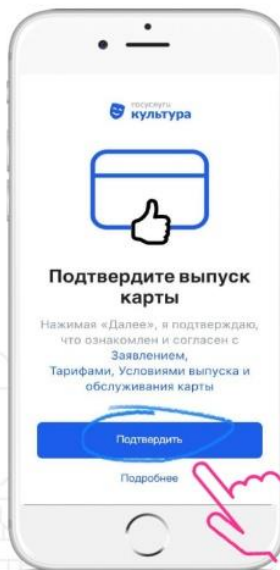 госуслуги
культура
Подтвердите выпуск
карты
Нажимая «Далее», я подтверждаю,
что ознакомлен и согласен с
Заявлением,
Тарифами, Условиями выпуска и
обслуживания карты
Подтвердить
Подробнее